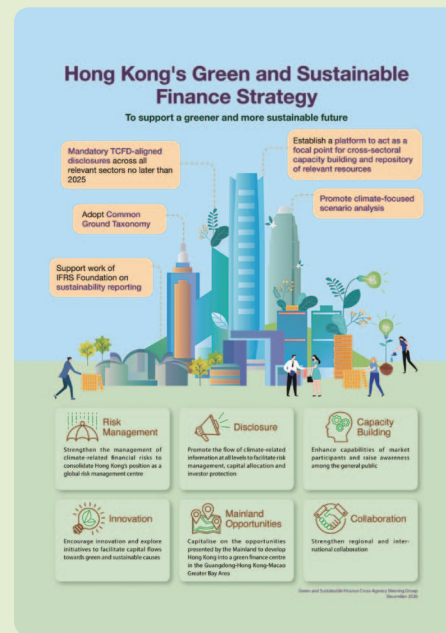 Hong Kong's Green and Sustainable
Finance Strategy
To support a greener and more sustainable future
Mandatory TCFD-aligned
disclosures across all
relevant sectors no later than
2025
Establish a platform to act as a
focal point for cross-sectoral
capacity building and repository
of relevant resources
Promote climate-focused
scenario analysis
Adopt Common
Ground Taxonomy
Support work of
IFRS Foundation on
sustainability reporting
Risk
Management
Strengthen the management of
climate-related financial risks to
consolidate Hong Kong's position as a
global risk management centre
Disclosure
Promote the flow of climate-related
information at all levels to facilitate risk
management, capital allocation and
investor protection
Capacity
Building
Enhance capabilities of market
participants and raise awareness
among the general public
Innovation
Encourage innovation and explore
initiatives to facilitate capital flows
towards green and sustainable causes
Mainland
Opportunities
Capitalise on the opportunities
presented by the Mainland to develop
Hong Kong into a green finance centre
in the Guangdong-Hong Kong-Macao
Greater Bay Area
Collaboration
Strengthen regional and inter-
national collaboration
Green and Sustainable Finance Cross-Agency Steering Group
December 2020